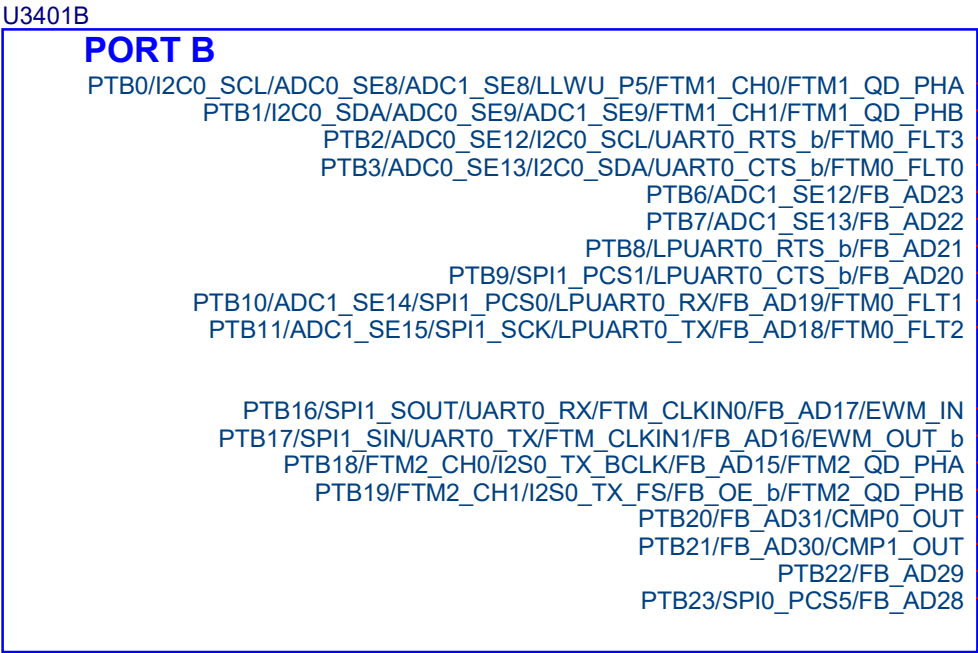 U3401B
PORT B
PTB0/I2C0_SCL/ADC0_SE8/ADC1_SE8/LLWU_P5/FTM1_CH0/FTM1_QD_PHA
PTB1/I2C0_SDA/ADC0_SE9/ADC1_SE9/FTM1_CH1/FTM1_QD_PHB
PTB2/ADC0_SE12/I2C0_SCL/UART0_RTS_b/FTM0_FLT3
PTB3/ADC0_SE13/I2C0_SDA/UART0_CTS_b/FTM0_FLT0
PTB6/ADC1_SE12/FB_AD23
PTB7/ADC1_SE13/FB_AD22
PTB8/LPUART0_RTS_b/FB_AD21
PTB9/SPI1_PCS1/LPUART0_CTS_b/FB_AD20
PTB10/ADC1_SE14/SPI1_PCS0/LPUART0_RX/FB_AD19/FTM0_FLT1
PTB11/ADC1_SE15/SPI1_SCK/LPUART0_TX/FB_AD18/FTM0_FLT2
PTB16/SPI1_SOUT/UART0_RX/FTM_CLKIN0/FB_AD17/EWM_IN
PTB17/SPI1_SIN/UART0_TX/FTM_CLKIN1/FB_AD16/EWM_OUT_b
PTB18/FTM2_CH0/I2S0_TX_BCLK/FB_AD15/FTM2_QD_PHA
PTB19/FTM2_CH1/I2S0_TX_FS/FB_OE_b/FTM2_QD_PHB
PTB20/FB_AD31/CMP0_OUT
PTB21/FB_AD30/CMP1_OUT
PTB22/FB_AD29
PTB23/SPI0_PCS5/FB_AD28